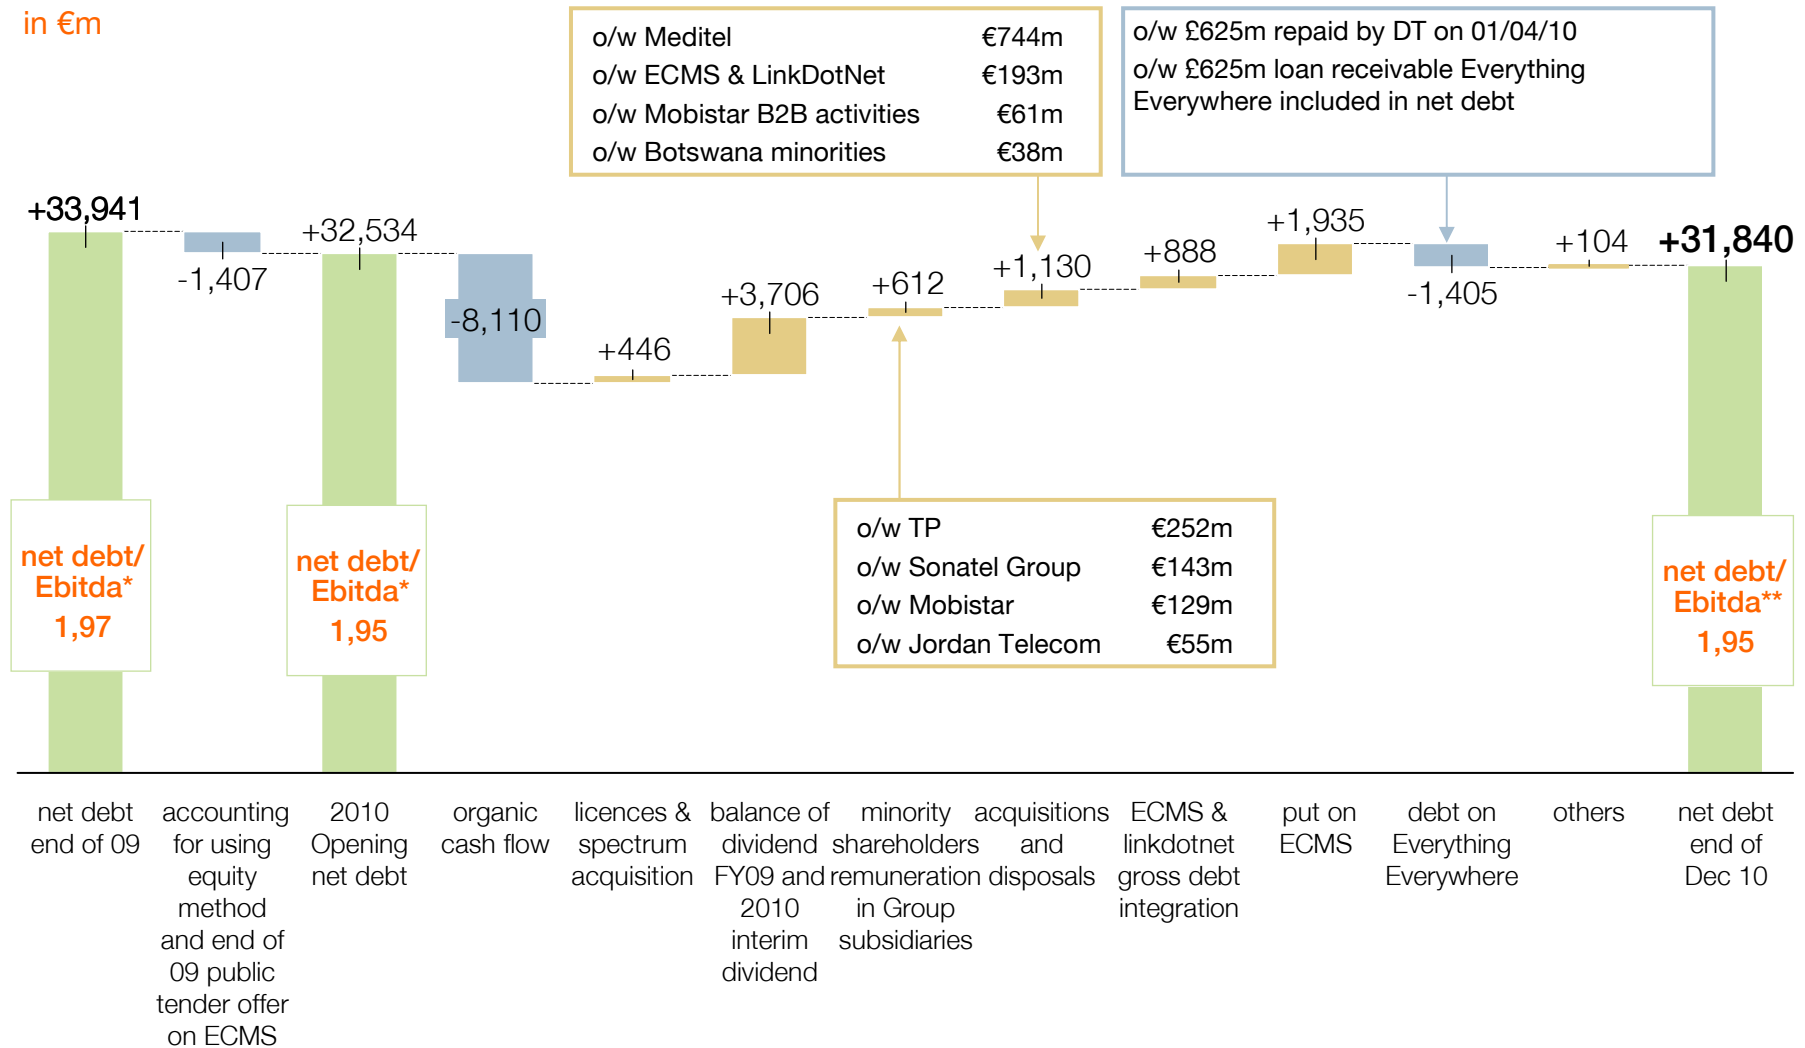 in €m
o/w Meditel €744m
o/w ECMS & LinkDotNet €193m
o/w Mobistar B2B activities €61m
o/w Botswana minorities €38m
o/w £625m repaid by DT on 01/04/10
o/w £625m loan receivable Everything
Everywhere included in net debt
+33,941
-1,407
+32,534
-8,110
+446
+3,706
+612
+1,130
+888
+1,935
-1,405
+104
+31,840
net debt/
Ebitda*
1,97
net debt/
Ebitda*
1,95
o/w TP €252m
o/w Sonatel Group €143m
o/w Mobistar €129m
o/w Jordan Telecom €55m
net debt/
Ebitda**
1,95
net debt
end of 09
accounting
for using
equity
method
and end of
09 public
tender offer
on ECMS
2010
Opening
net debt
organic
cash flow
licences &
spectrum
acquisition
balance of
dividend
FY09 and
2010
interim
dividend
minority
shareholders
remuneration
in Group
subsidiaries
acquisitions
and
disposals
ECMS &
linkdotnet
gross debt
integration
put on
ECMS
debt on
Everything
Everywhere
others
net debt
end of
Dec 10